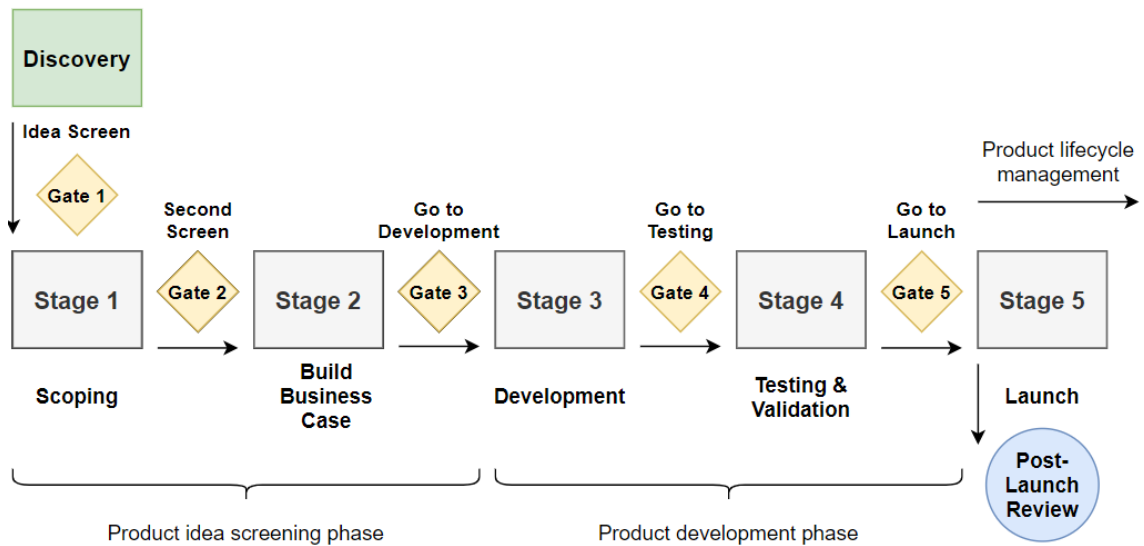 Discovery
Idea Screen
Gate 1
Product lifecycle
management
Second
Screen
Go to
Development
Go to
Testing
Go to
Launch
Stage 1
Gate 2
Stage 2
Gate 3
Stage 3
Gate 4
Stage 4
Gate 5
Stage 5
Scoping
Build
Business
Case
Development
Testing &
Validation
Launch
Post-
Launch
Review
Product idea screening phase
Product development phase